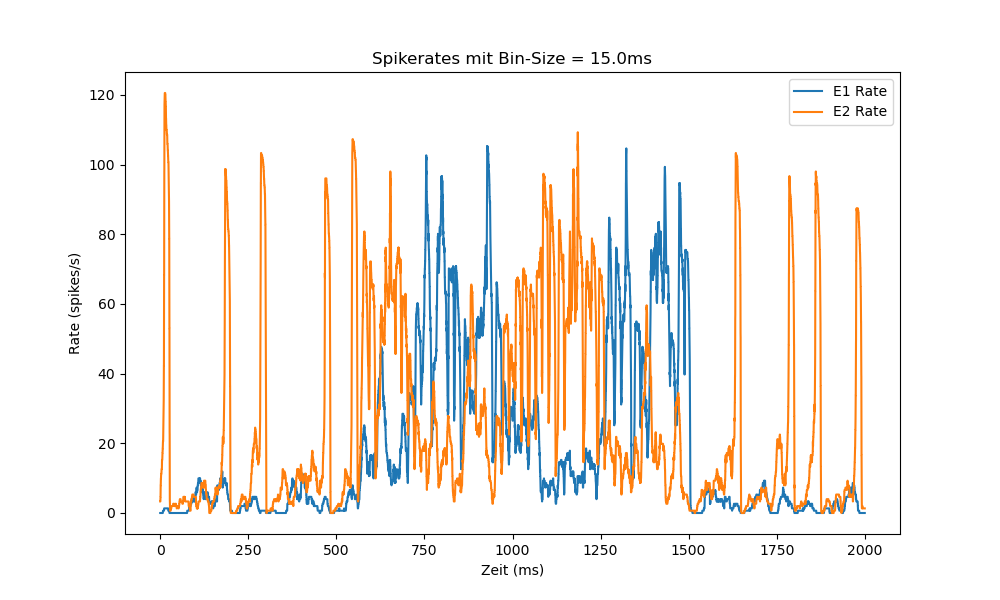 Spikerates mit Bin-Size = 15.0ms
E1 Rate
E2 Rate
120
100
80
60
40
20
0
Rate (spikes/s)
0 250 500 750 1000 1250 1500 1750 2000
Zeit (ms)